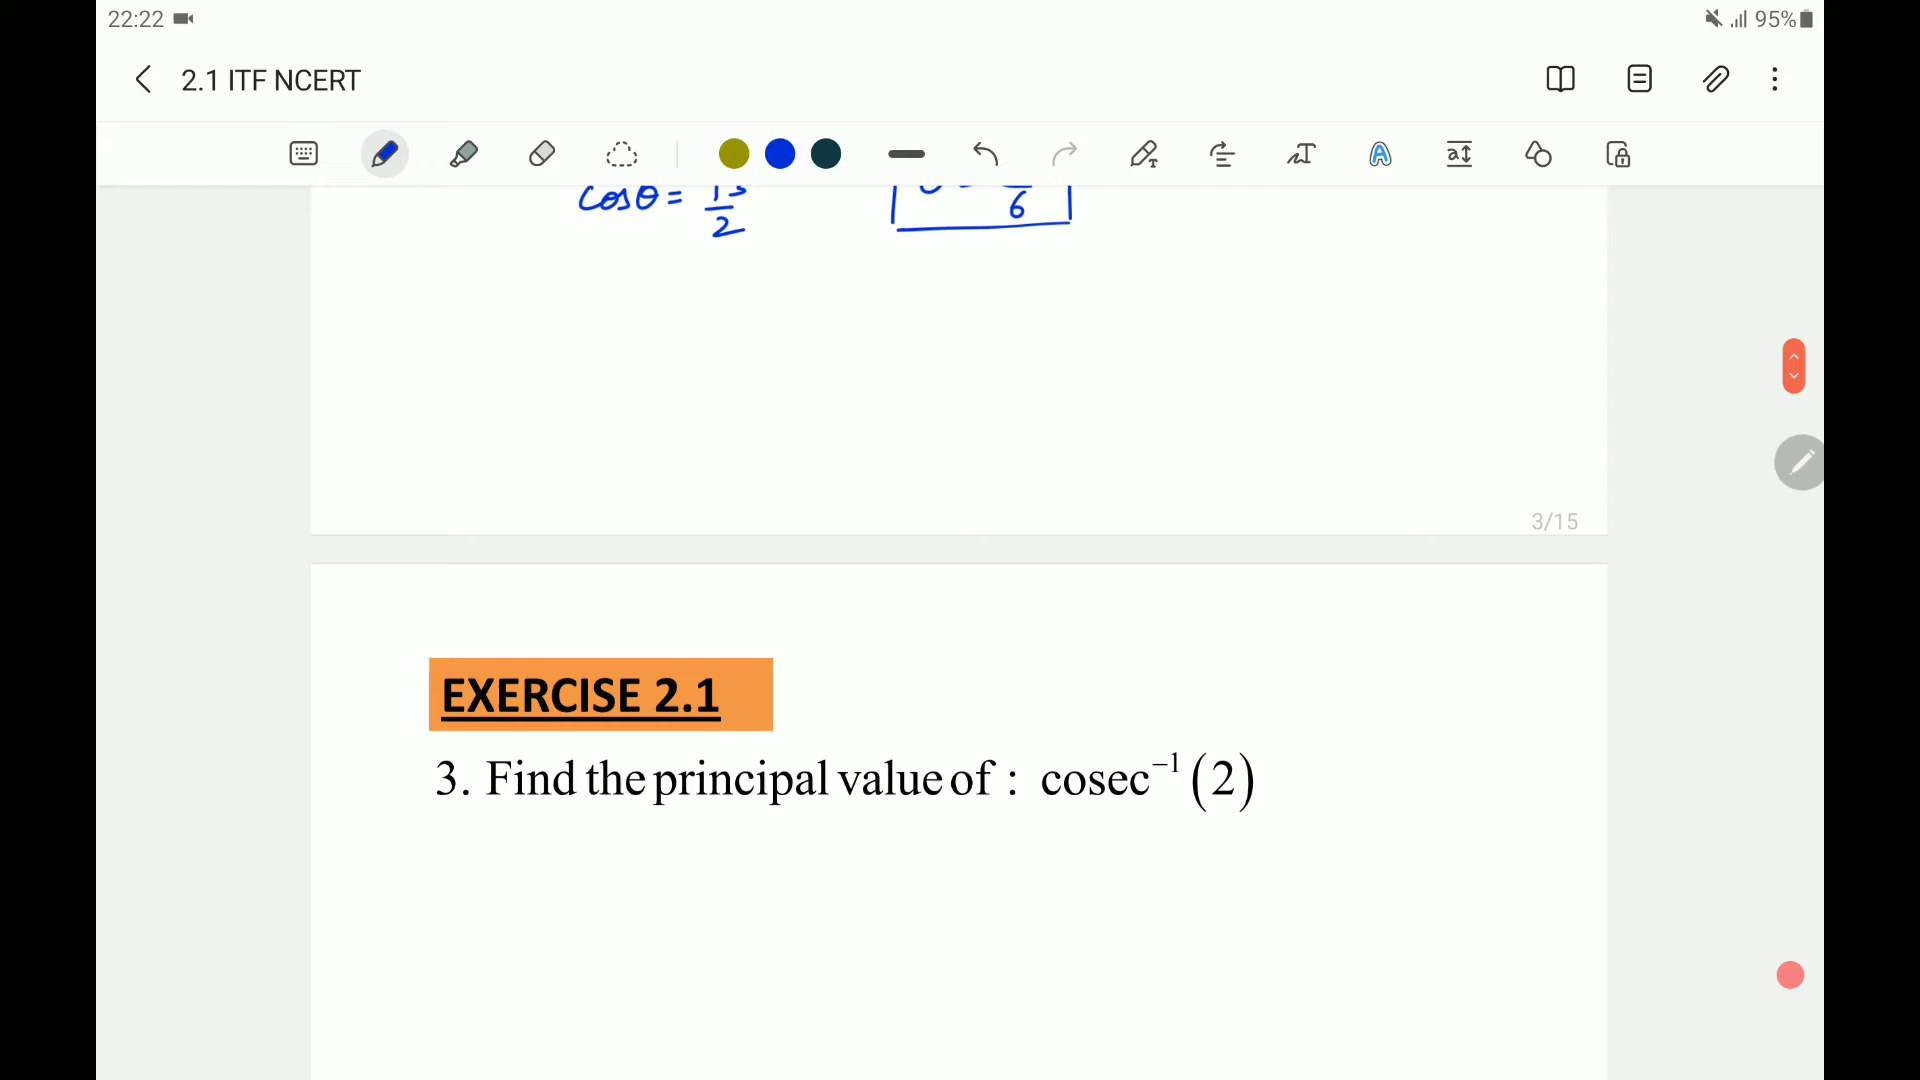 22:22
95%
2.1 ITF NCERT
cosθ = √3/2
6
3/15
EXERCISE 2.1
3. Find the principal value of : cosec⁻¹(2)